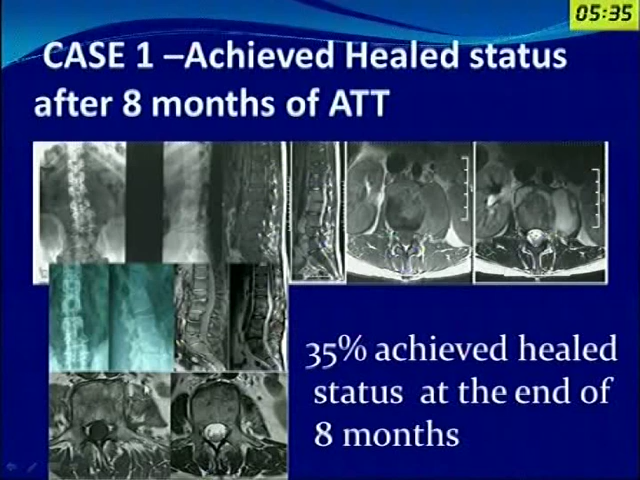 05:35
CASE 1 –Achieved Healed status
after 8 months of ATT
35% achieved healed
status at the end of
8 months